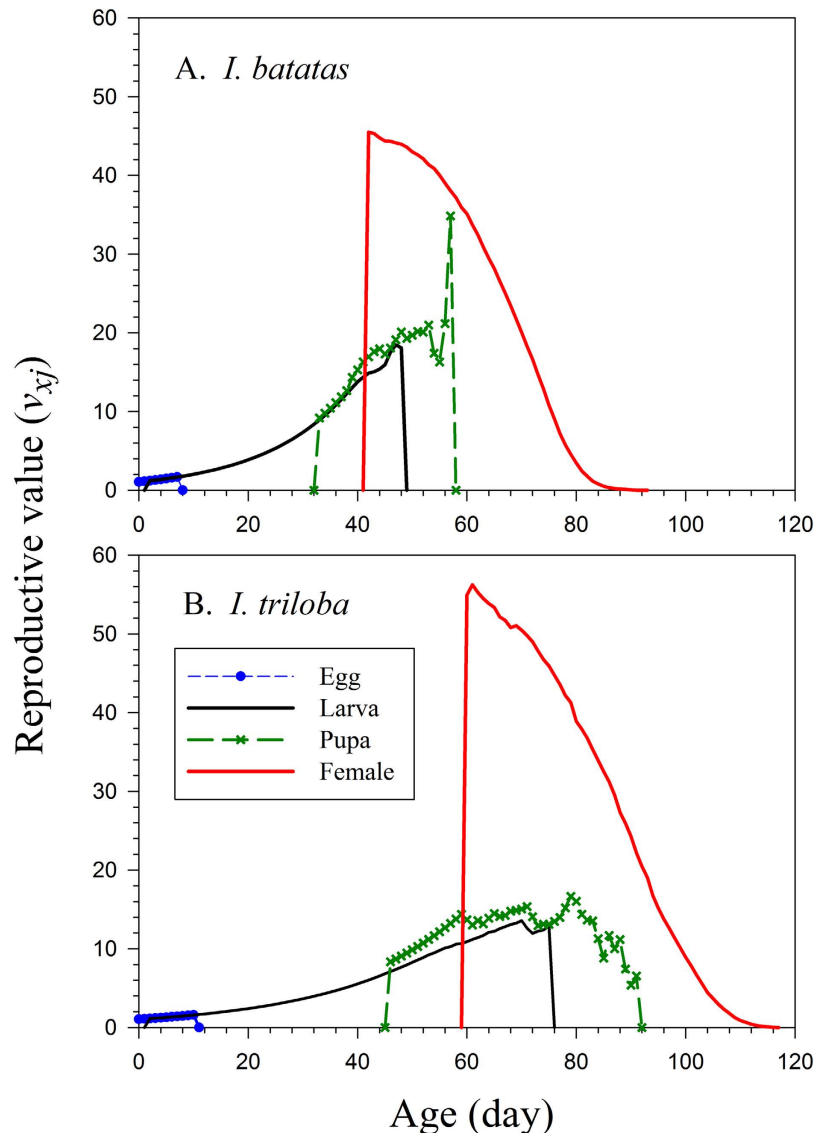 60
A. I. batatas
50
40
30
20
10
0
0 20 40 60 80 100 120
Reproductive value (vxj)
60
B. I. triloba
50
Egg
Larva
40
Pupa
Female
30
20
10
0
0 20 40 60 80 100 120
Age (day)